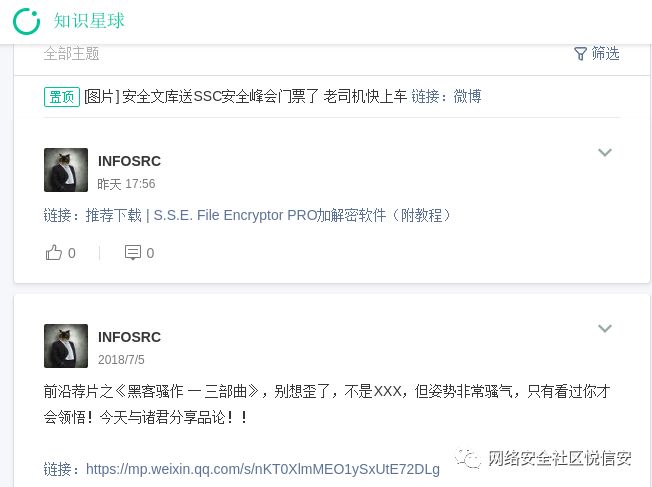 知识星球
全部主题
筛选
置顶 [图片] 安全文库送SSC安全峰会门票了 老司机快上车 链接：微博
INFOSRC
昨天 17:56
链接：推荐下载 | S.S.E. File Encryptor PRO加解密软件（附教程）
0
0
INFOSRC
2018/7/5
前沿荐片之《黑客骚作 一 三部曲》，别想歪了，不是XXX，但姿势非常骚气，只有看过你才
会领悟！今天与诸君分享品论！！
链接：https://mp.weixin.qq.com/s/nKT0XlmMEO1ySxUtE72DLg
网络安全社区悦信安